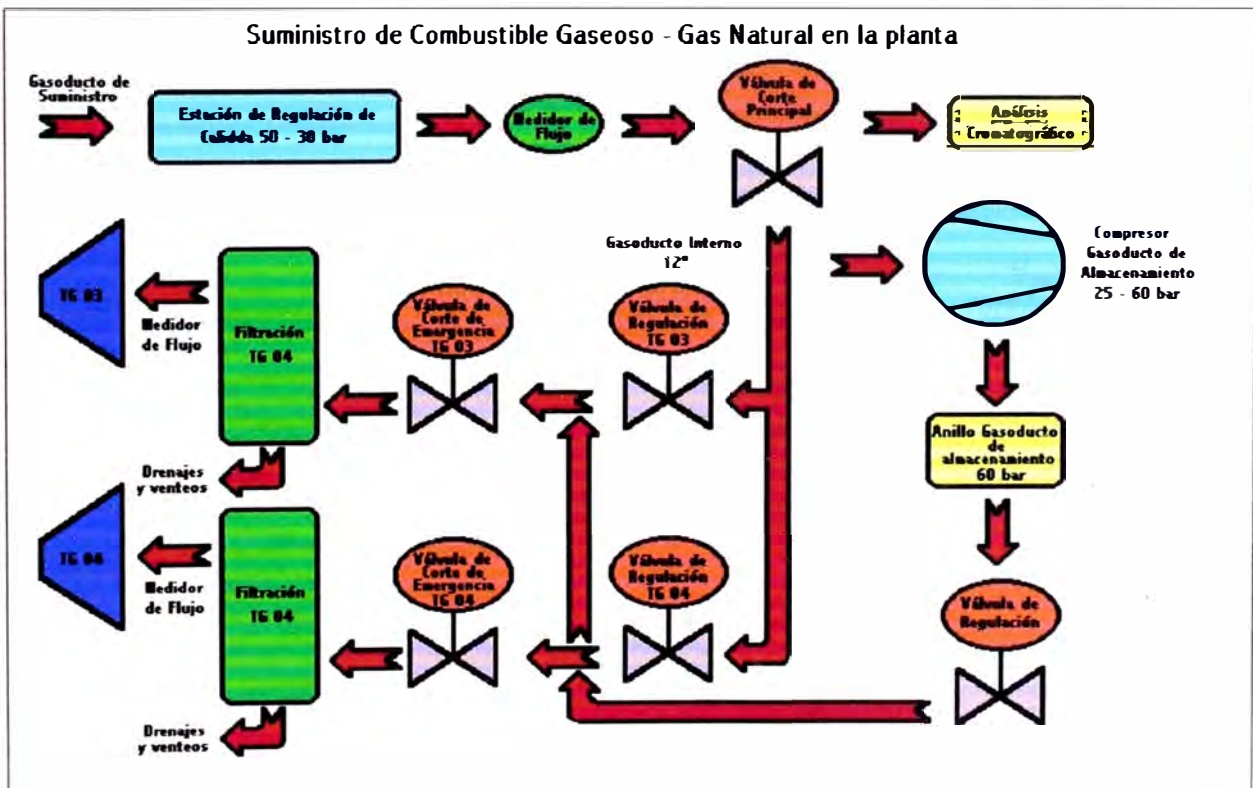 Suministro de Combustible Gaseoso - Gas Natural en la planta
Gasoducto de
Suministro
Estación de Regulación de
Calidda 50 - 30 bar
Medidor de
Flujo
Válvula de
Corte
Principal
Análisis
Cromatográfico
Gasoducto Interno
12"
Compresor
Gasoducto de
Almacenamiento
25 - 60 bar
TG 03
Medidor
de Flujo
Filtración
TG 04
Válvula de
Corte de
Emergencia
TG 03
Válvula de
Regulación
TG 03
Anillo Gasoducto
de
almacenamiento
60 bar
Drenajes
y venteos
TG 04
Medidor
de Flujo
Filtración
TG 04
Válvula de
Corte de
Emergencia
TG 04
Válvula de
Regulación
TG 04
Válvula de
Regulación
Drenajes
y venteos